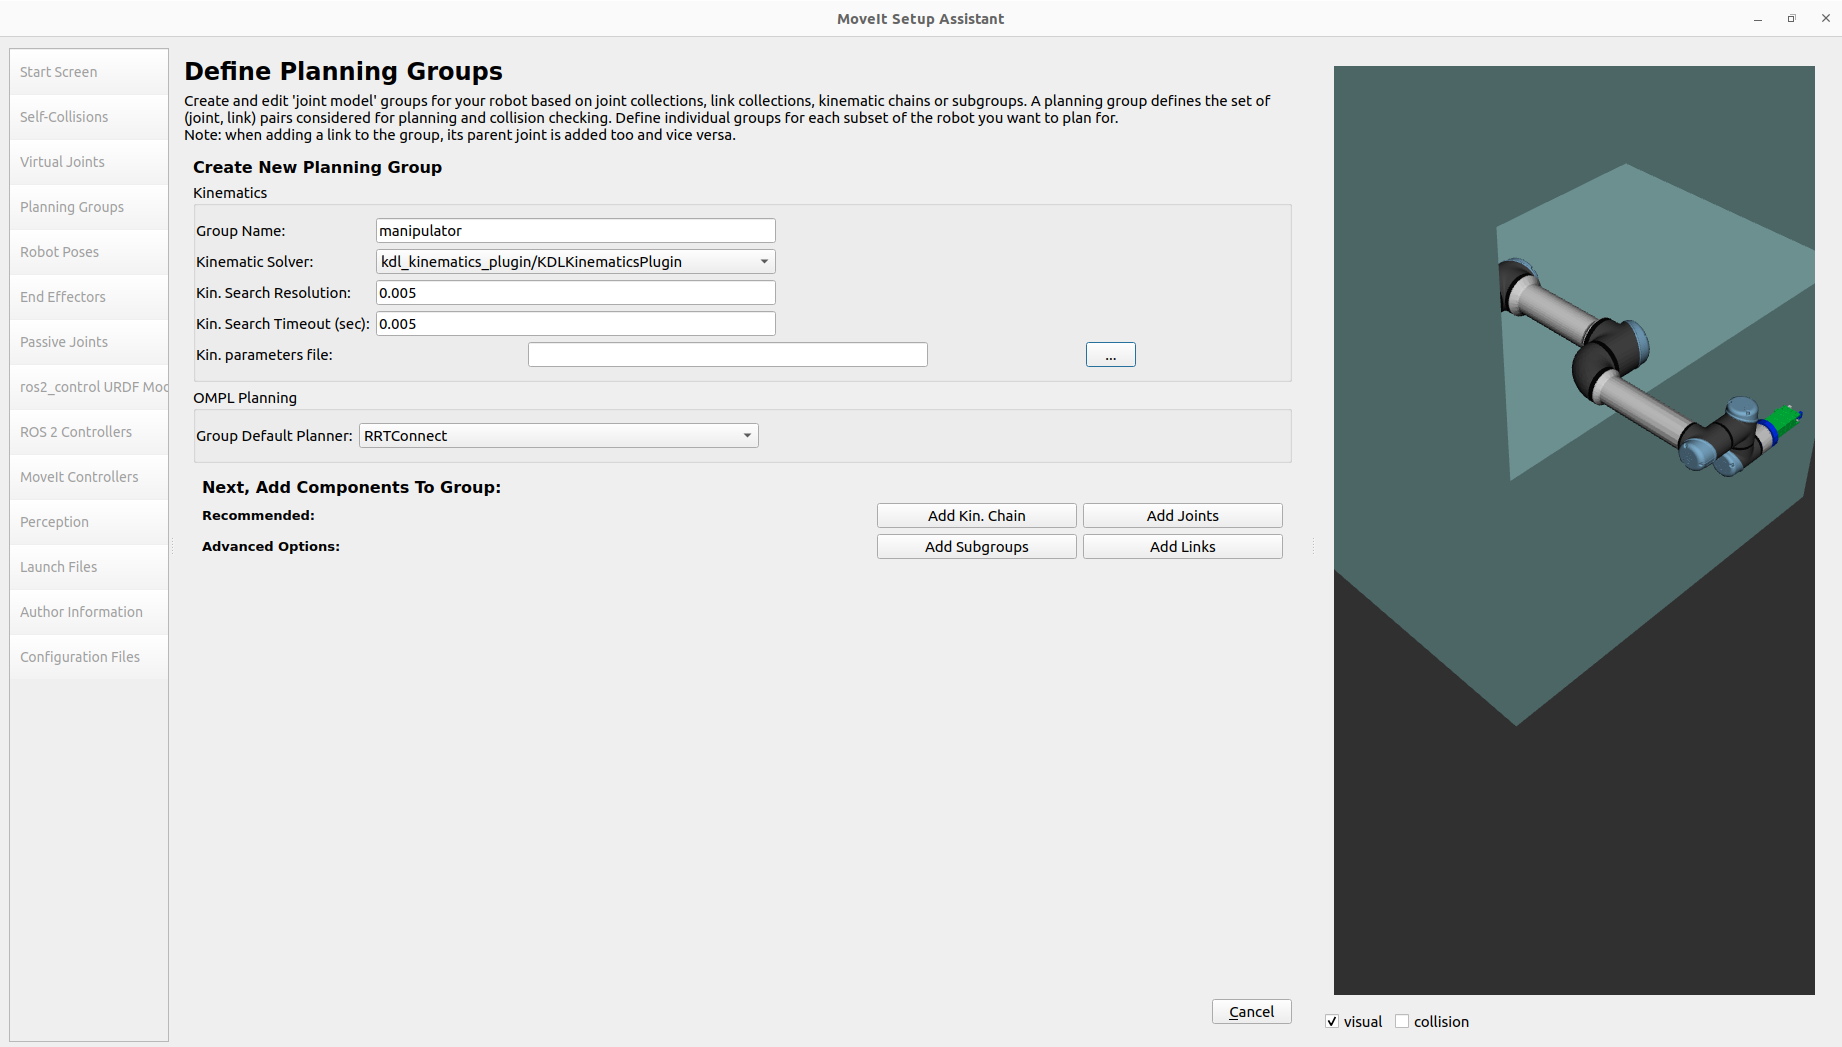 MoveIt Setup Assistant
Start Screen
Self-Collisions
Virtual Joints
Planning Groups
Robot Poses
End Effectors
Passive Joints
ros2_control URDF Mod
ROS 2 Controllers
MoveIt Controllers
Perception
Launch Files
Author Information
Configuration Files
Define Planning Groups
Create and edit 'joint model' groups for your robot based on joint collections, link collections, kinematic chains or subgroups. A planning group defines the set of
(joint, link) pairs considered for planning and collision checking. Define individual groups for each subset of the robot you want to plan for.
Note: when adding a link to the group, its parent joint is added too and vice versa.
Create New Planning Group
Kinematics
Group Name: manipulator
Kinematic Solver: kdl_kinematics_plugin/KDLKinematicsPlugin
Kin. Search Resolution: 0.005
Kin. Search Timeout (sec): 0.005
Kin. parameters file: ...
OMPL Planning
Group Default Planner: RRTConnect
Next, Add Components To Group:
Recommended: Add Kin. Chain Add Joints
Advanced Options: Add Subgroups Add Links
Cancel
visual collision